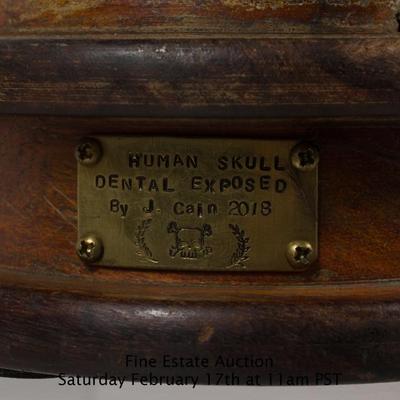 HUMAN SKULL
DENTAL EXPOSED
By J. Cain 2018
Fine Estate Auction
Saturday February 17th at 11am PST